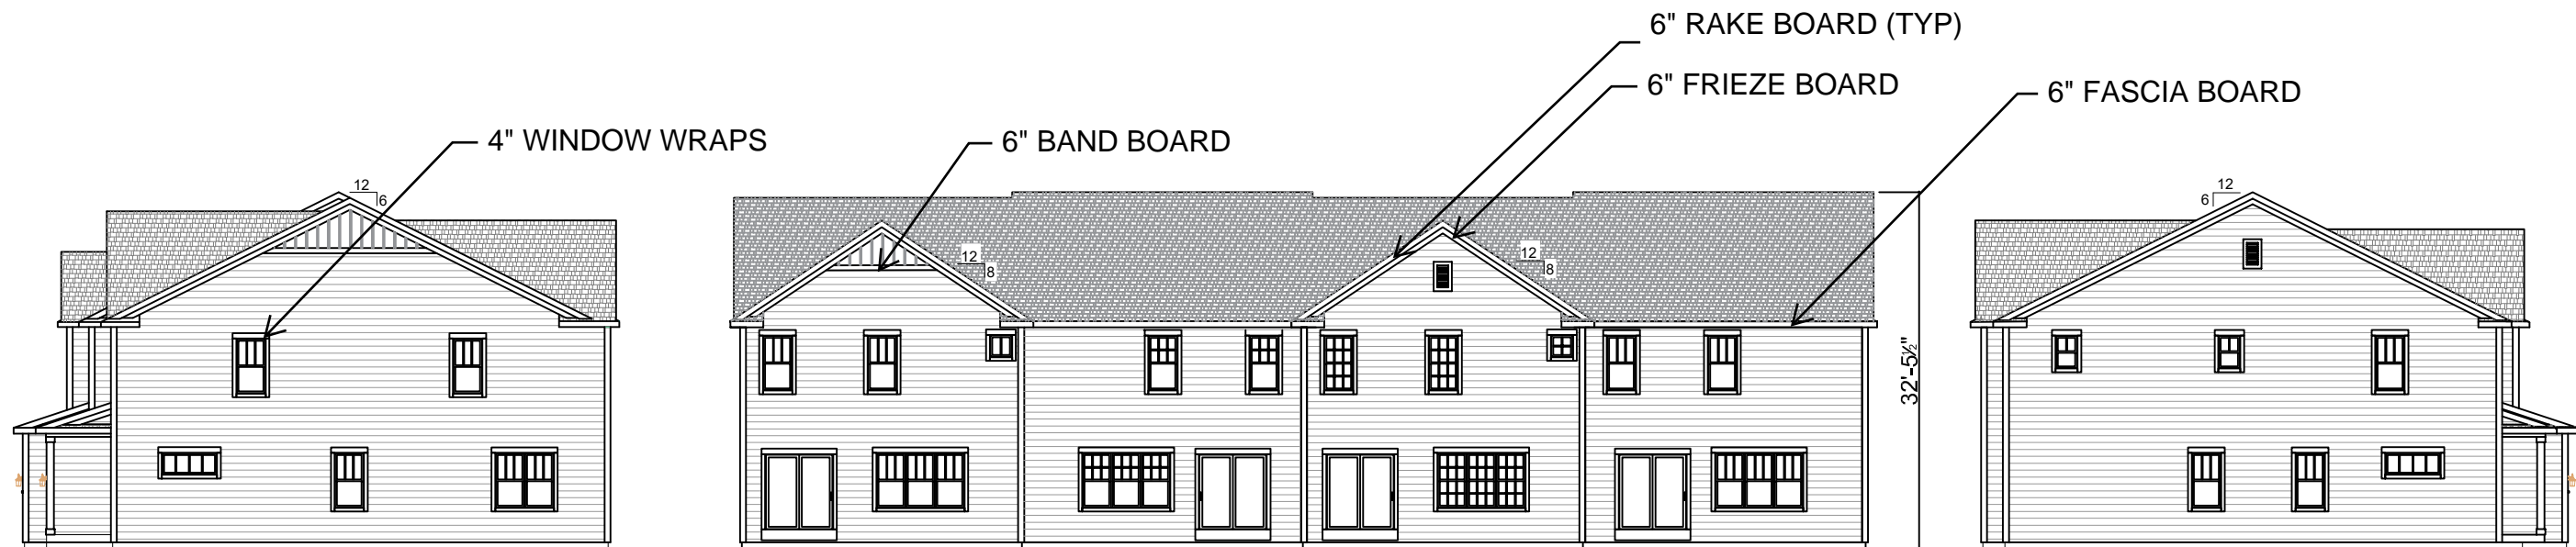 6" RAKE BOARD (TYP)
6" FRIEZE BOARD
6" FASCIA BOARD
4" WINDOW WRAPS
6" BAND BOARD
12
6
12
8
12
8
32'-5½"
12
6